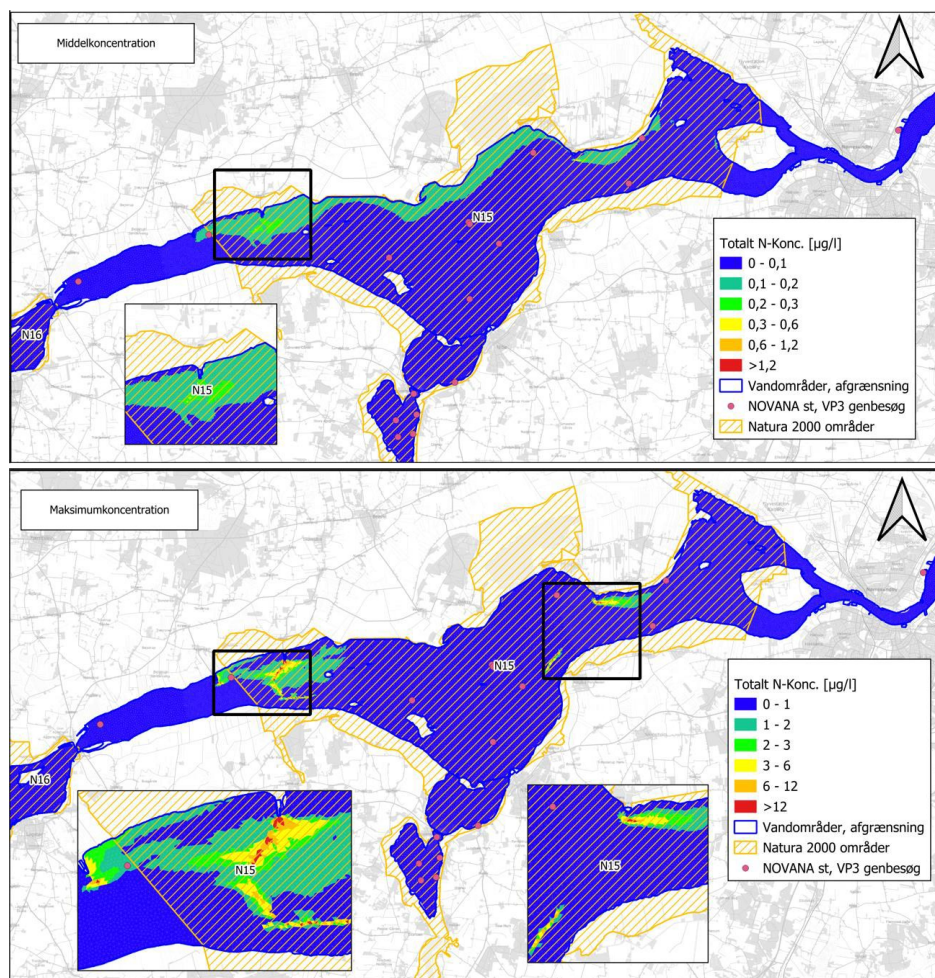 Middelkoncentration
N15
N16
N15
Totalt N-Konc. [µg/l]
0 - 0,1
0,1 - 0,2
0,2 - 0,3
0,3 - 0,6
0,6 - 1,2
>1,2
Vandområder, afgrænsning
NOVANA st, VP3 genbesøg
Natura 2000 områder
Maksimumkoncentration
N15
N16
N15
N15
Totalt N-Konc. [µg/l]
0 - 1
1 - 2
2 - 3
3 - 6
6 - 12
>12
Vandområder, afgrænsning
Natura 2000 områder
NOVANA st, VP3 genbesøg